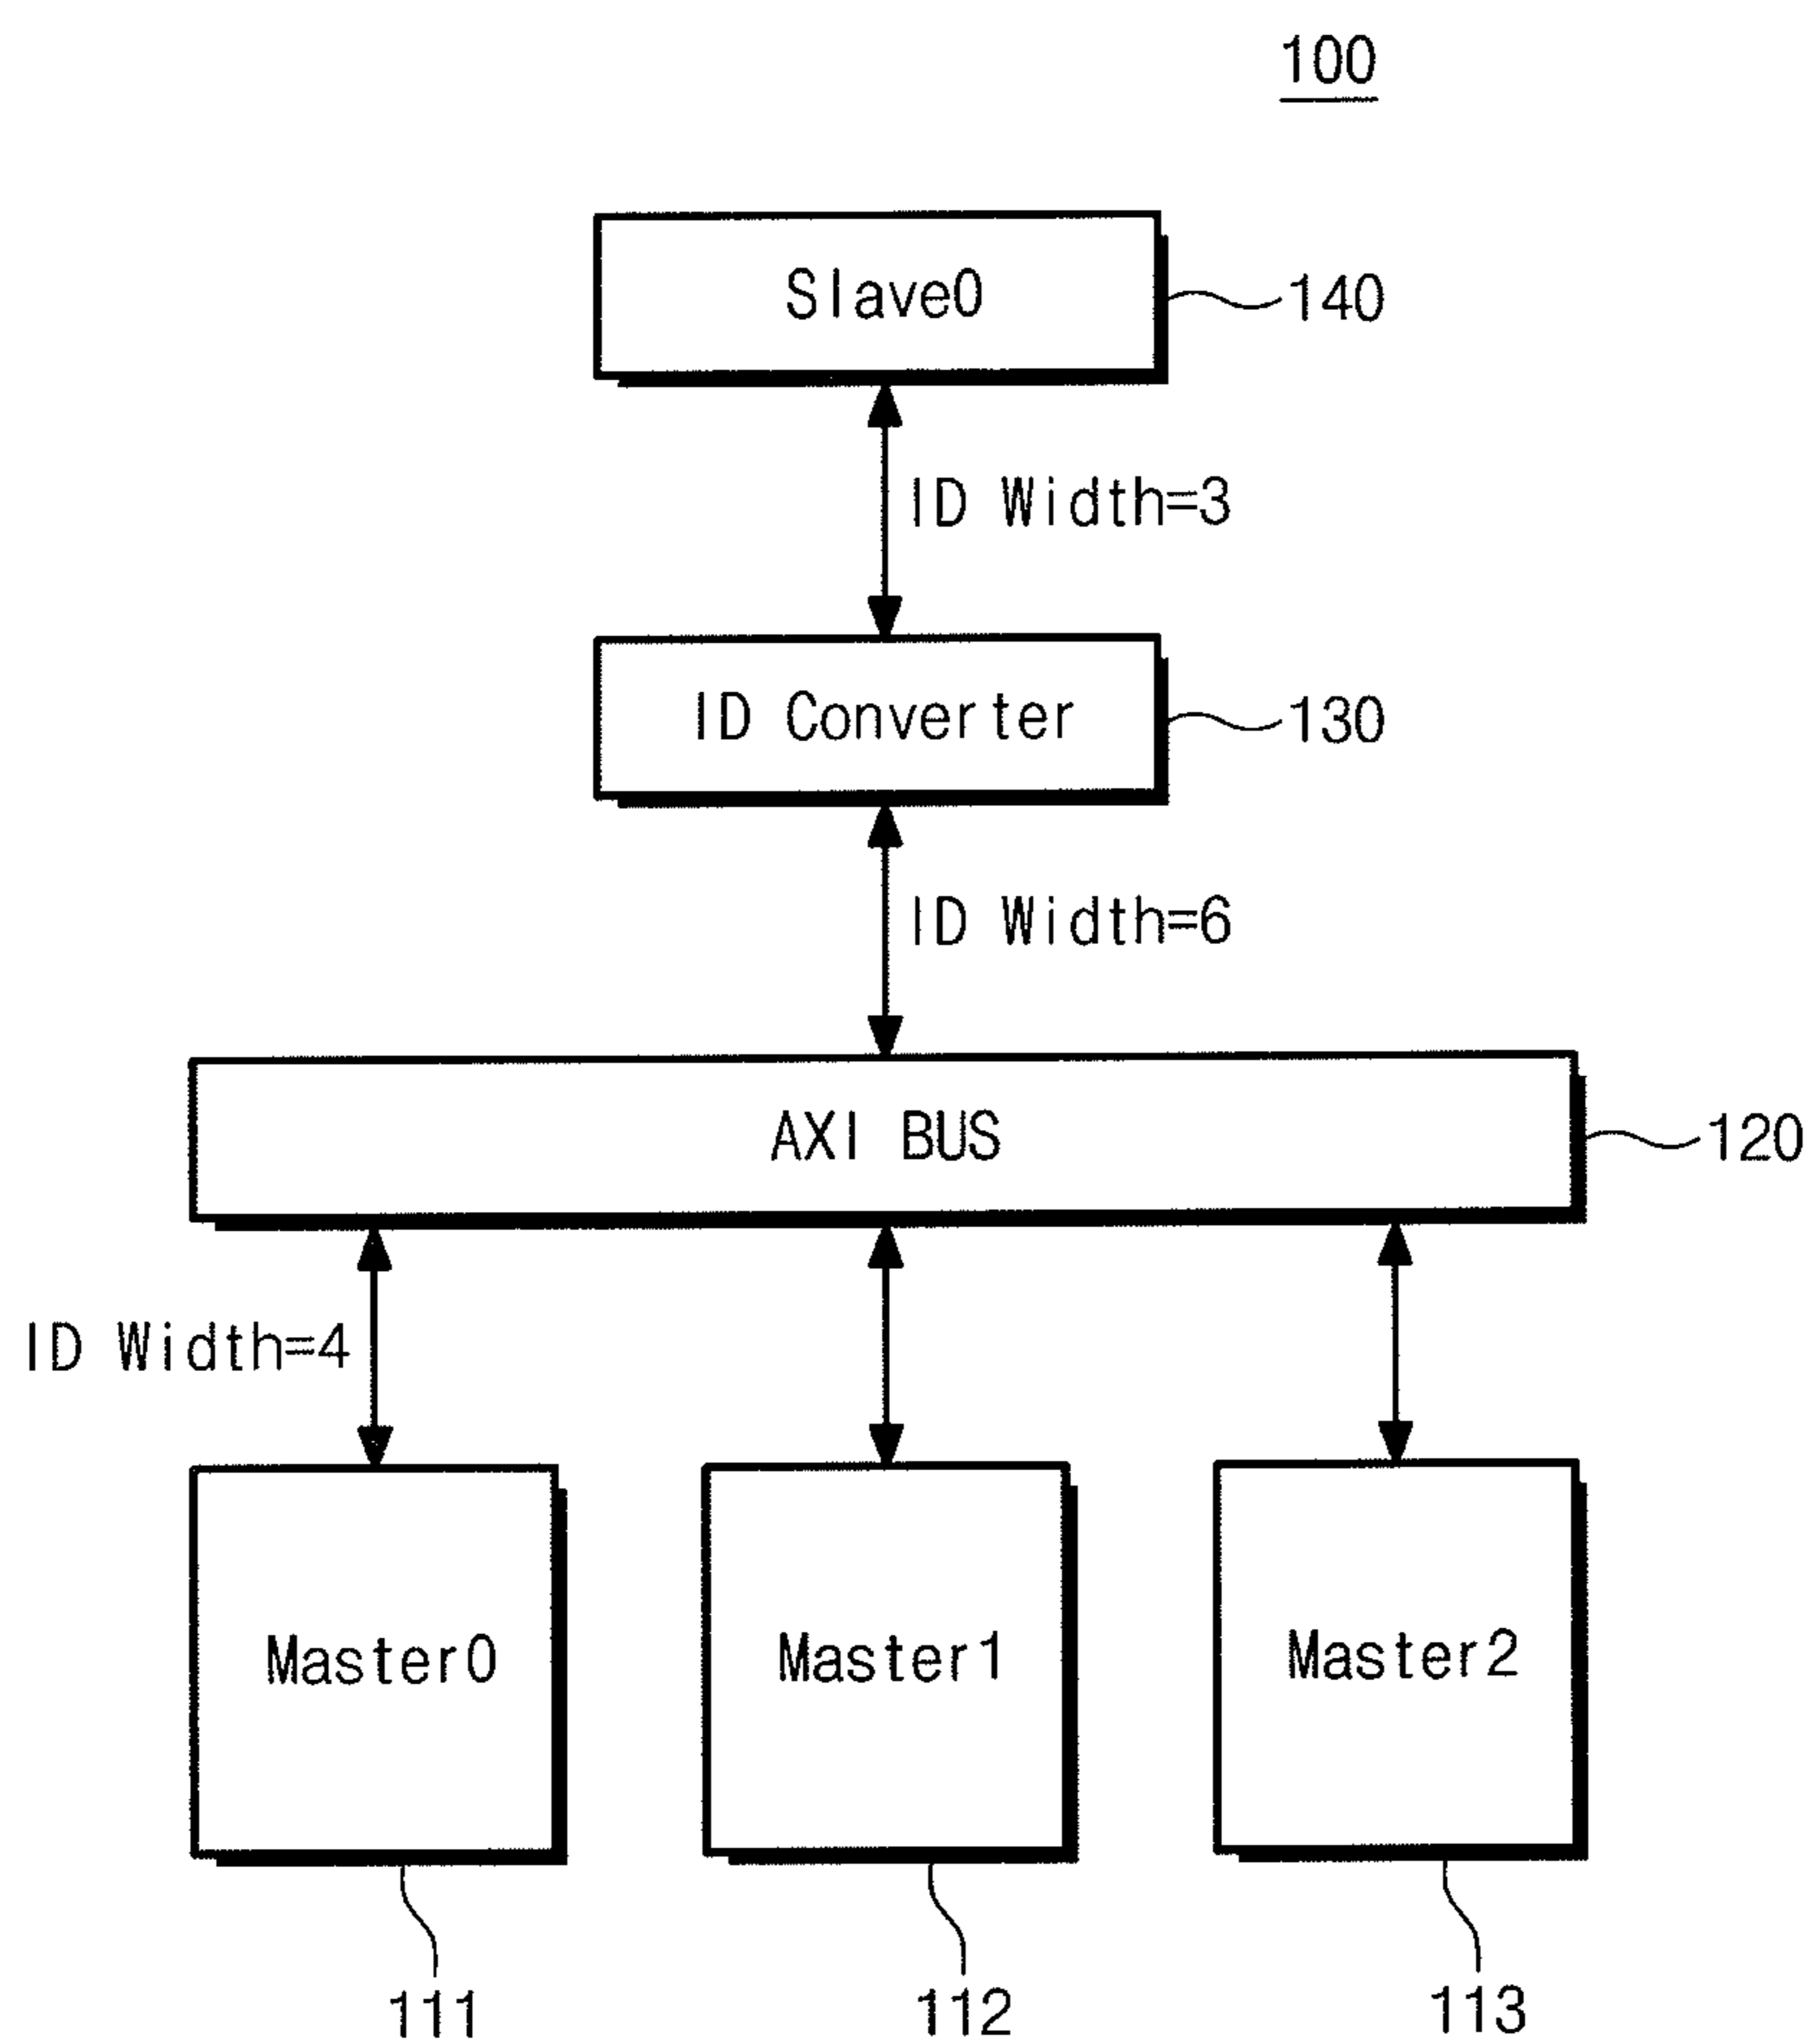 100
Slave0
140
ID Width=3
ID Converter
130
ID Width=6
AXI BUS
120
ID Width=4
Master0
Master1
Master2
111
112
113